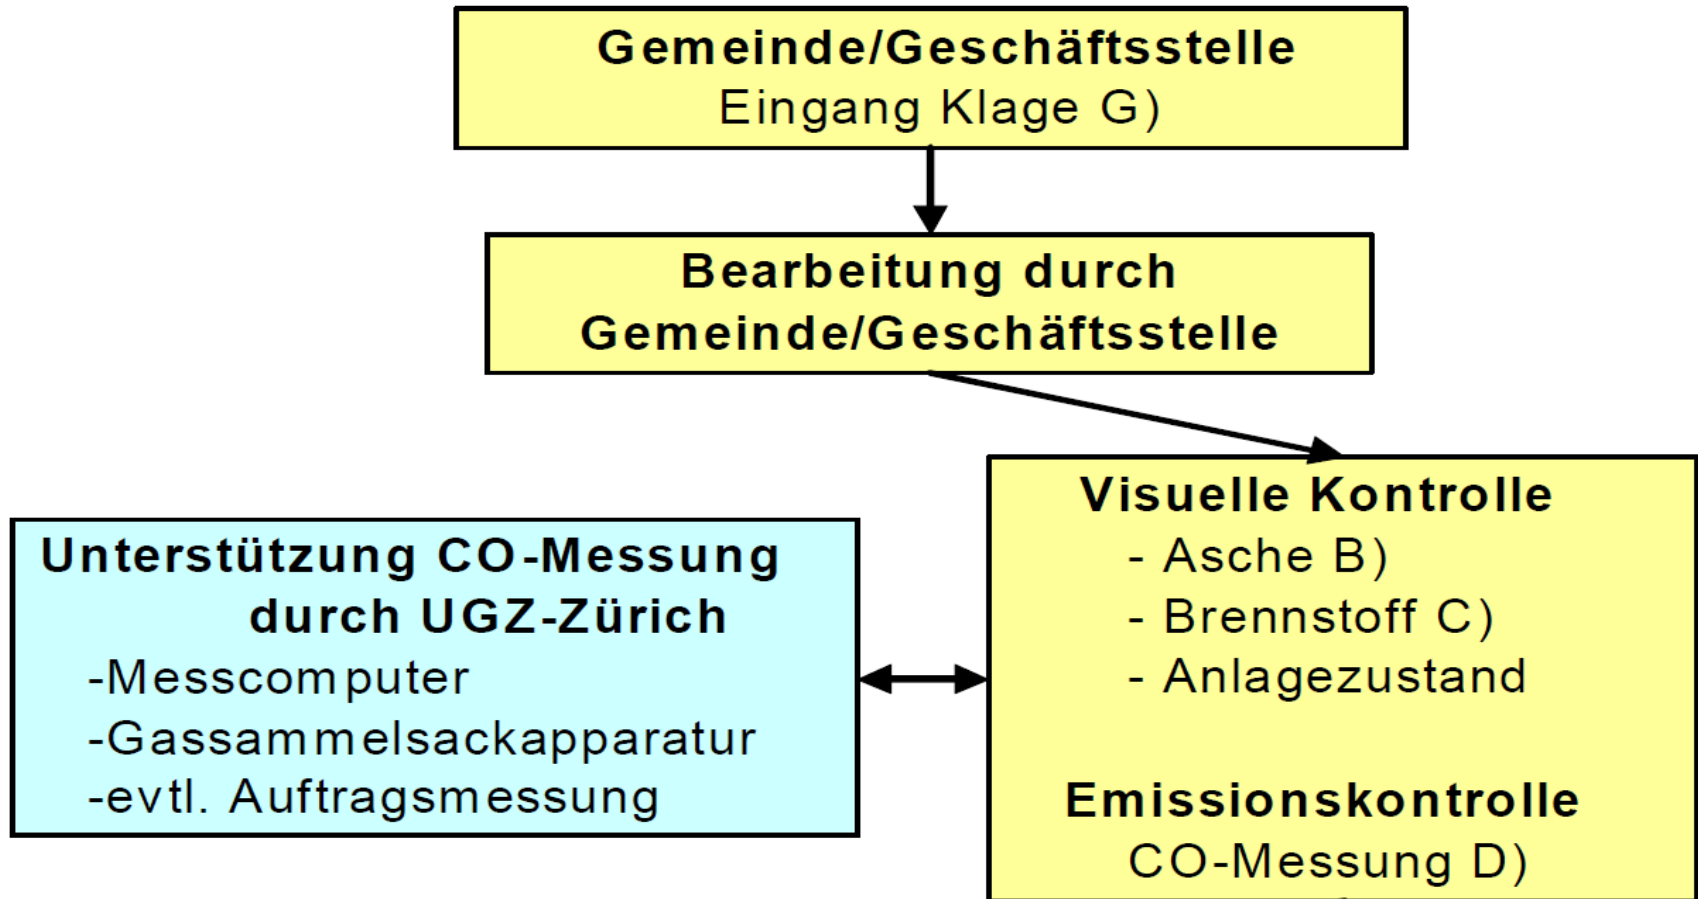 Gemeinde/Geschäftsstelle
Eingang Klage G)
Bearbeitung durch
Gemeinde/Geschäftsstelle
Unterstützung CO-Messung
durch UGZ-Zürich
-Messcomputer
-Gassammelsackapparatur
-evtl. Auftragsmessung
Visuelle Kontrolle
- Asche B)
- Brennstoff C)
- Anlagezustand
Emissionskontrolle
CO-Messung D)